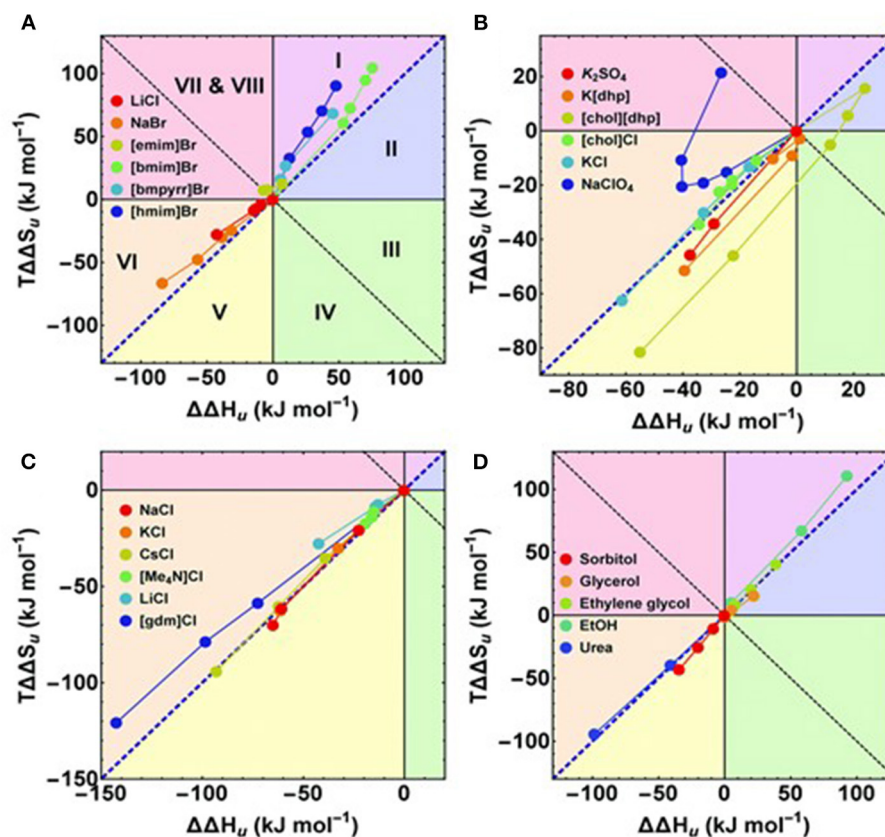 A
100
50
0
−50
−100
TΔΔSᵤ (kJ mol⁻¹)
VII & VIII
I
II
III
IV
V
VI
LiCl
NaBr
[emim]Br
[bmim]Br
[bmpyrr]Br
[hmim]Br
−100 −50 0 50 100
ΔΔHᵤ (kJ mol⁻¹)
B
20
0
−20
−40
−60
−80
TΔΔSᵤ (kJ mol⁻¹)
K₂SO₄
K[dhp]
[chol][dhp]
[chol]Cl
KCl
NaClO₄
−80 −60 −40 −20 0 20
ΔΔHᵤ (kJ mol⁻¹)
C
0
−50
−100
−150
TΔΔSᵤ (kJ mol⁻¹)
NaCl
KCl
CsCl
[Me₄N]Cl
LiCl
[gdm]Cl
−150 −100 −50 0
ΔΔHᵤ (kJ mol⁻¹)
D
100
50
0
−50
−100
TΔΔSᵤ (kJ mol⁻¹)
Sorbitol
Glycerol
Ethylene glycol
EtOH
Urea
−100 −50 0 50 100
ΔΔHᵤ (kJ mol⁻¹)